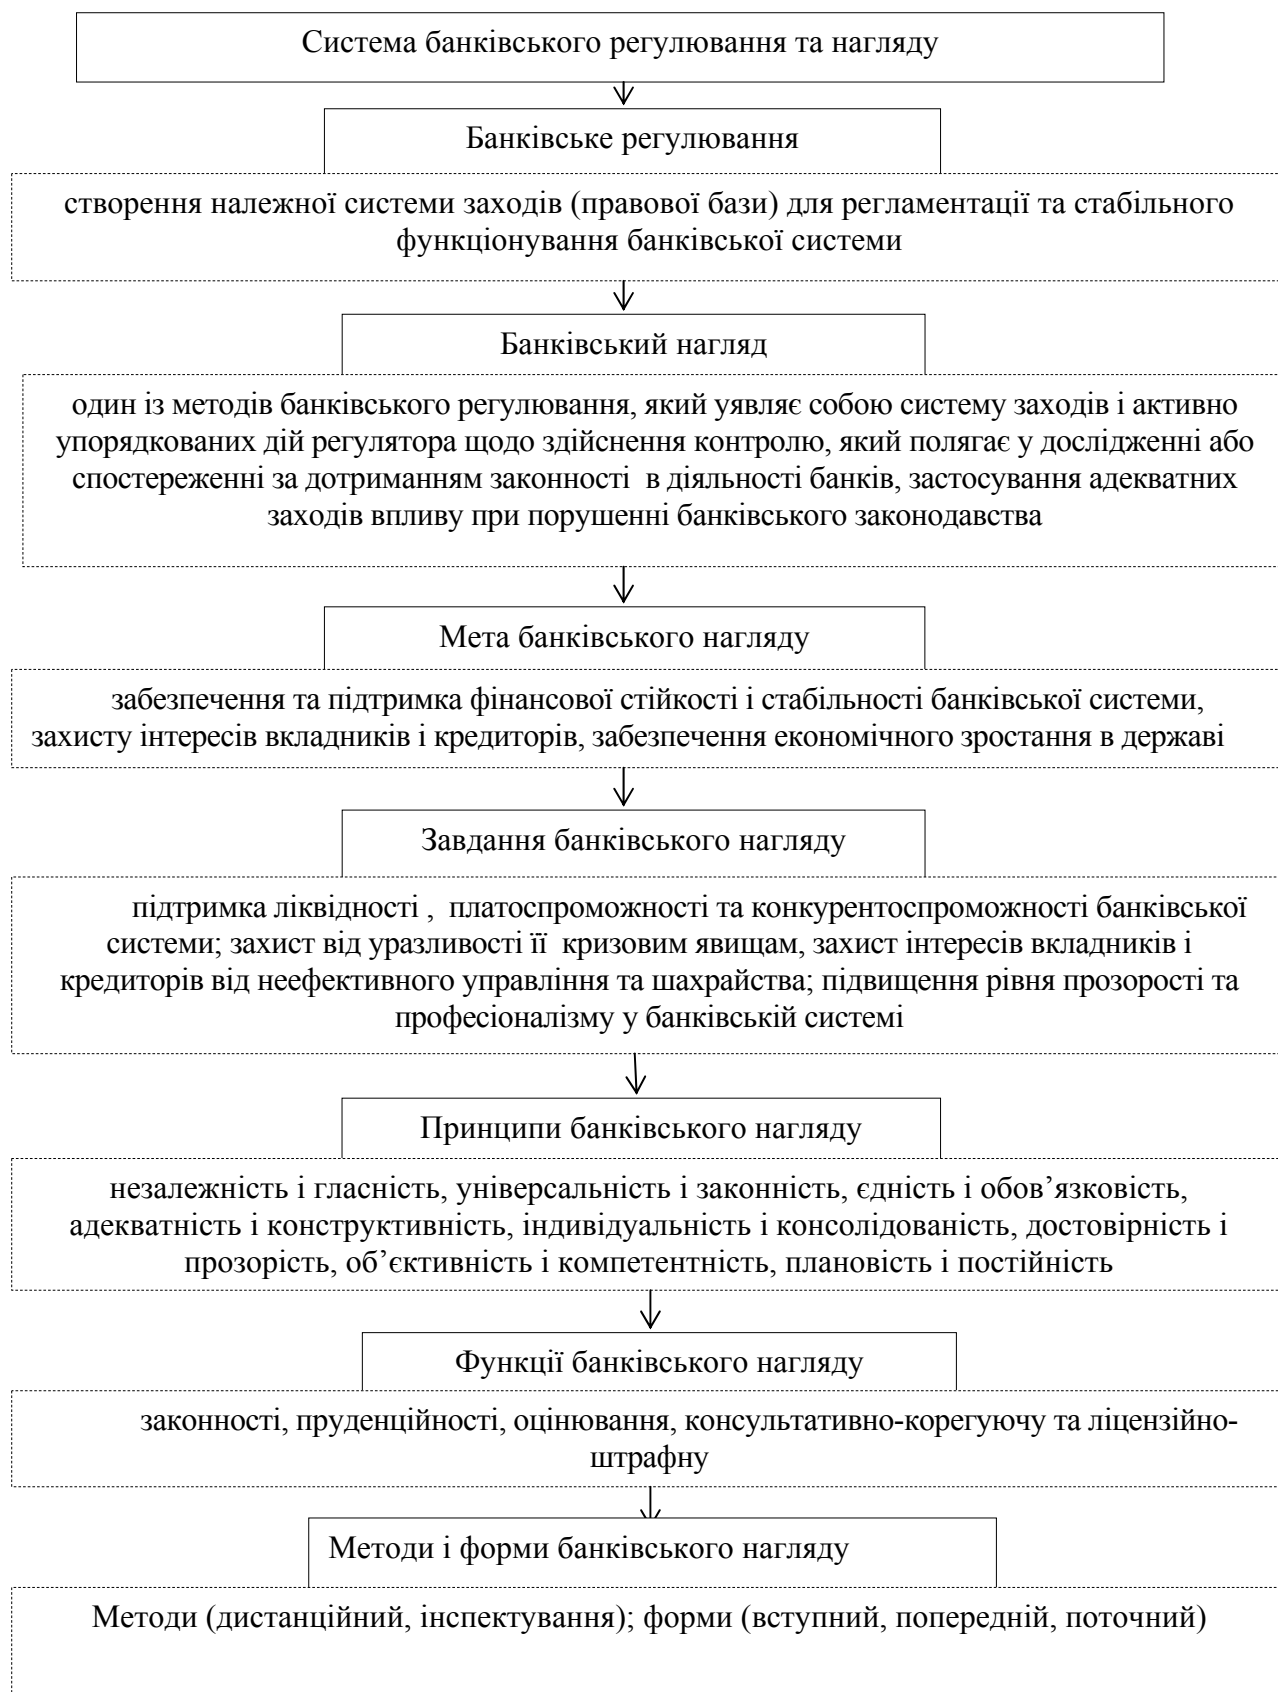 Система банківського регулювання та нагляду
Банківське регулювання
створення належної системи заходів (правової бази) для регламентації та стабільного
функціонування банківської системи
Банківський нагляд
один із методів банківського регулювання, який уявляє собою систему заходів і активно
упорядкованих дій регулятора щодо здійснення контролю, який полягає у дослідженні або
спостереженні за дотриманням законності в діяльності банків, застосування адекватних
заходів впливу при порушенні банківського законодавства
Мета банківського нагляду
забезпечення та підтримка фінансової стійкості і стабільності банківської системи,
захисту інтересів вкладників і кредиторів, забезпечення економічного зростання в державі
Завдання банківського нагляду
підтримка ліквідності , платоспроможності та конкурентоспроможності банківської
системи; захист від уразливості її кризовим явищам, захист інтересів вкладників і
кредиторів від неефективного управління та шахрайства; підвищення рівня прозорості та
професіоналізму у банківській системі
Принципи банківського нагляду
незалежність і гласність, універсальність і законність, єдність і обов’язковість,
адекватність і конструктивність, індивідуальність і консолідованість, достовірність і
прозорість, об’єктивність і компетентність, плановість і постійність
Функції банківського нагляду
законності, пруденційності, оцінювання, консультативно-корегуючу та ліцензійно-
штрафну
Методи і форми банківського нагляду
Методи (дистанційний, інспектування); форми (вступний, попередній, поточний)